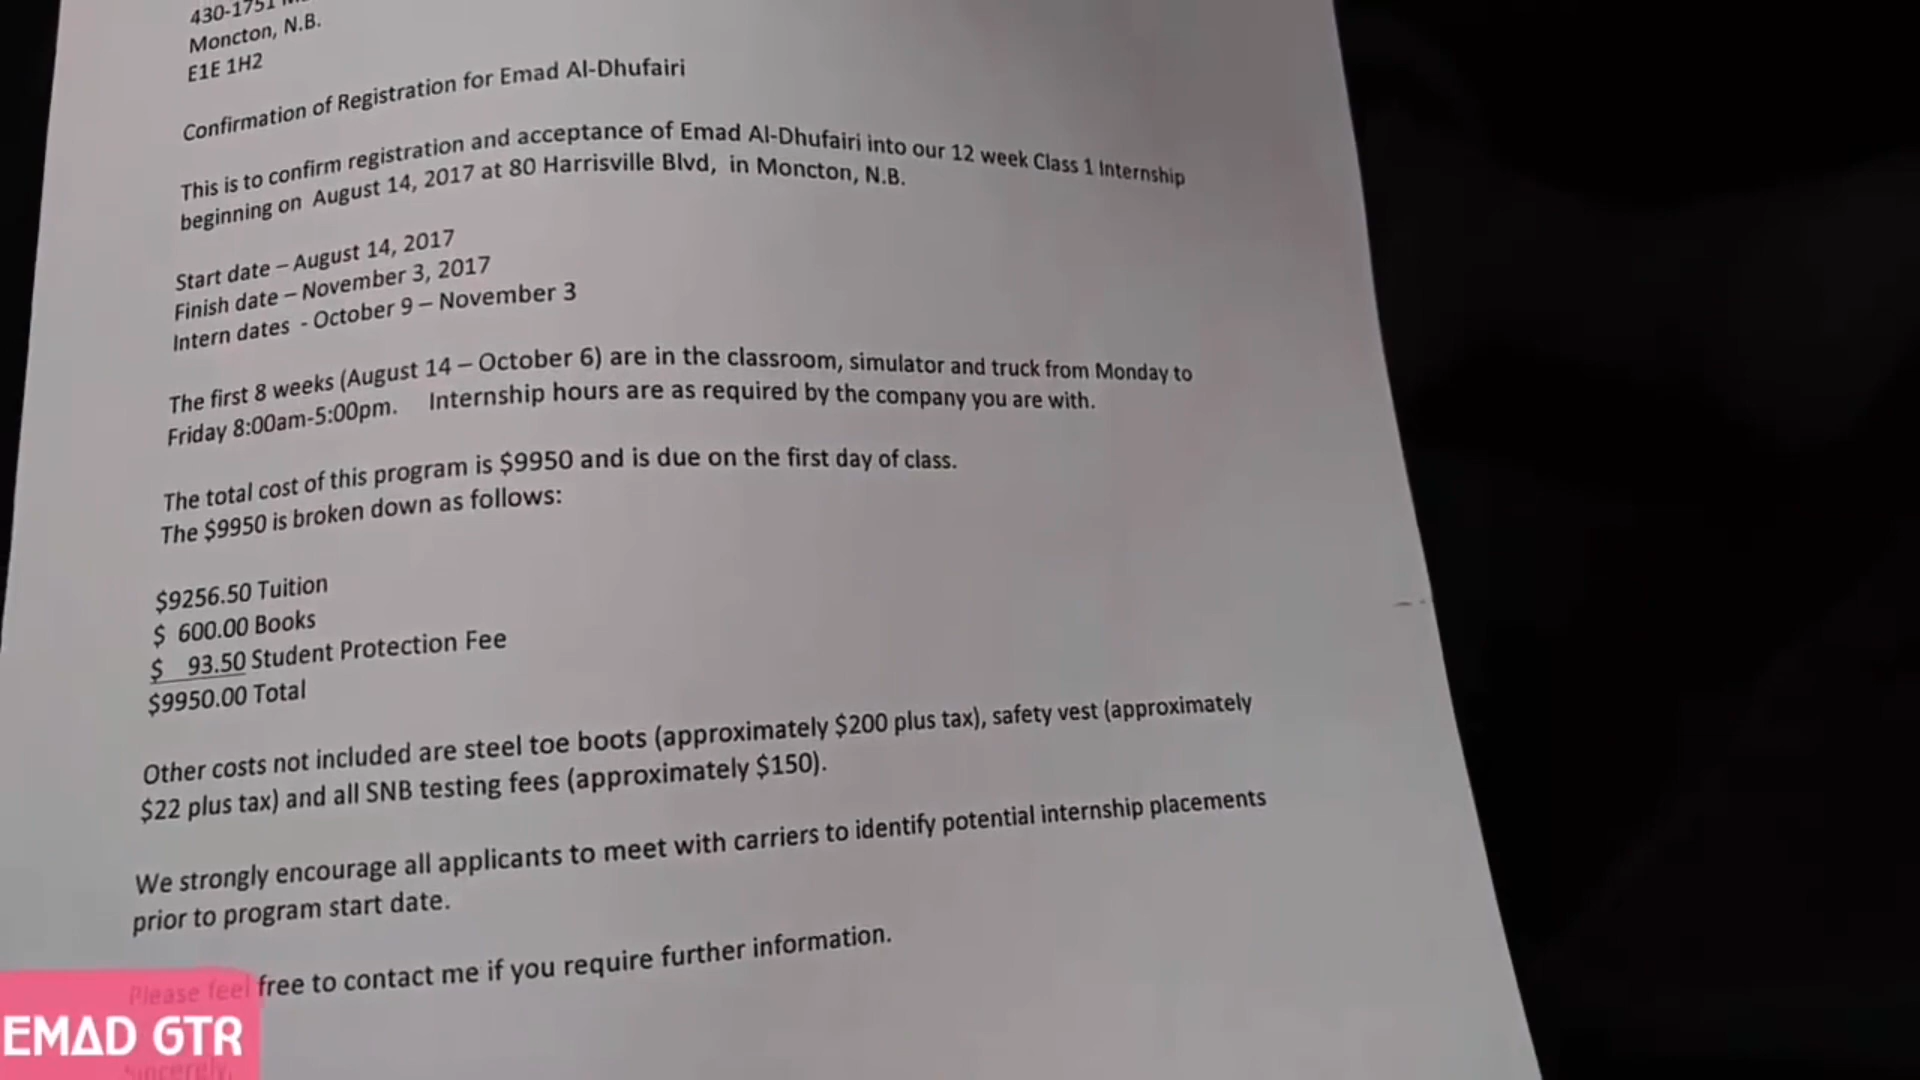 430-1751
Moncton, N.B.
E1E 1H2
Confirmation of Registration for Emad Al-Dhufairi
This is to confirm registration and acceptance of Emad Al-Dhufairi into our 12 week Class 1 Internship
beginning on August 14, 2017 at 80 Harrisville Blvd, in Moncton, N.B.
Start date – August 14, 2017
Finish date – November 3, 2017
Intern dates - October 9 – November 3
The first 8 weeks (August 14 – October 6) are in the classroom, simulator and truck from Monday to
Friday 8:00am-5:00pm. Internship hours are as required by the company you are with.
The total cost of this program is $9950 and is due on the first day of class.
The $9950 is broken down as follows:
$9256.50 Tuition
$ 600.00 Books
$ 93.50 Student Protection Fee
$9950.00 Total
Other costs not included are steel toe boots (approximately $200 plus tax), safety vest (approximately
$22 plus tax) and all SNB testing fees (approximately $150).
We strongly encourage all applicants to meet with carriers to identify potential internship placements
prior to program start date.
Please feel free to contact me if you require further information.
EMAD GTR
Sincerely,